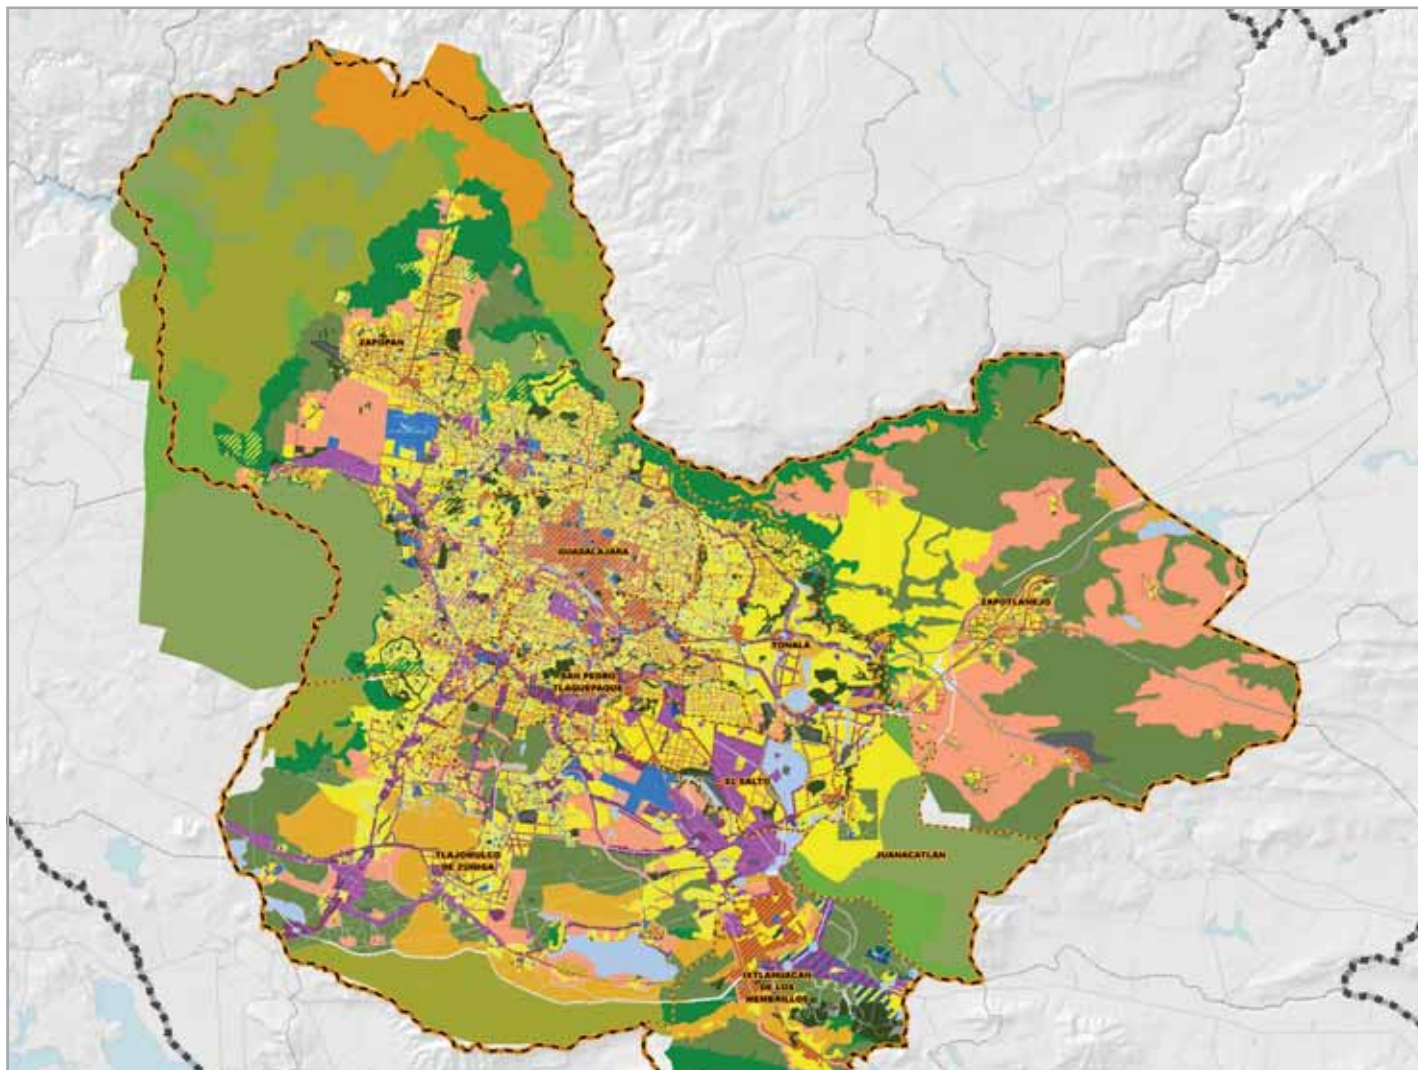 ZAPOPAN
GUADALAJARA
ZAPOTLANEJO
TONALA
SAN PEDRO
TLAQUEPAQUE
EL SALTO
TLAJOMULCO
DE ZUÑIGA
JUANACATLAN
IXTLAHUACAN
DE LOS
MEMBRILLOS